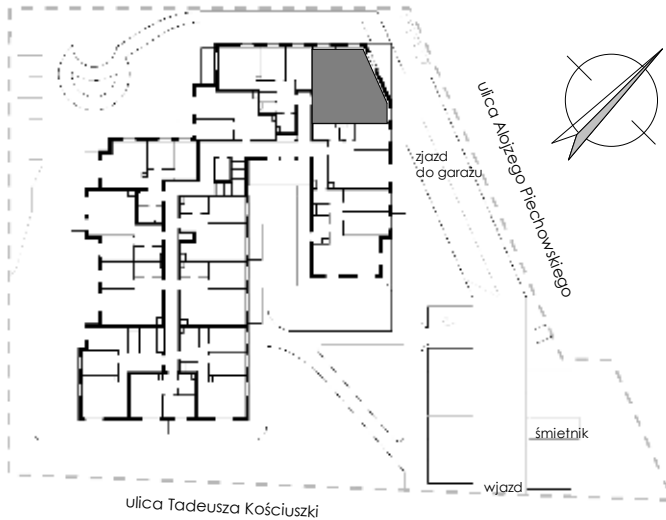 ulica Alojzego Piechowskiego
zjazd
do garażu
śmietnik
wjazd
ulica Tadeusza Kościuszki